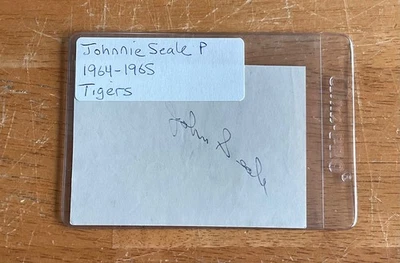 Johnnie Seale P
1964-1965
Tigers
John Seale